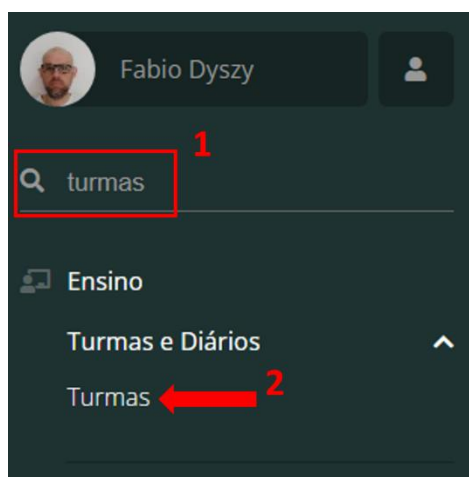 Fabio Dyszy
1
turmas
Ensino
Turmas e Diários
Turmas
2